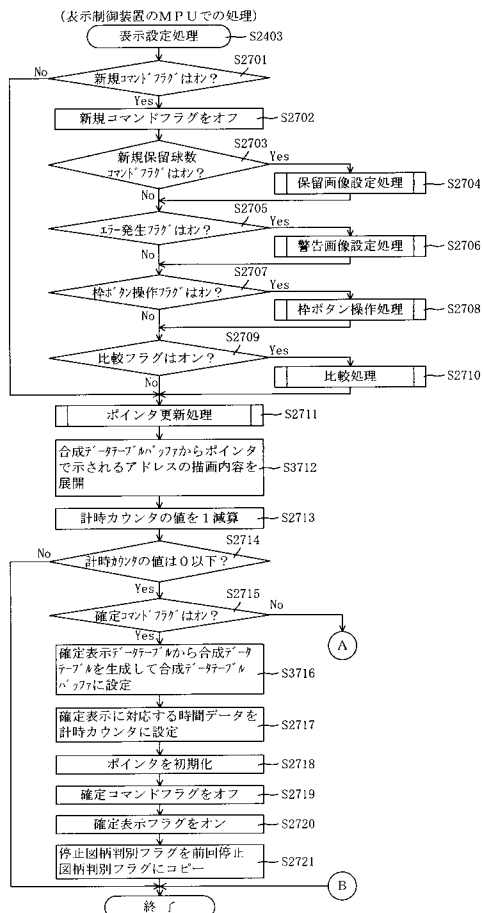 (表示制御装置のMPUでの処理)
表示設定処理
S2403
S2701
No
新規コマンドフラグはオン?
Yes
新規コマンドフラグをオフ
S2702
S2703
新規保留球数
コマンドフラグはオン?
Yes
No
保留画像設定処理
S2704
S2705
エラー発生フラグはオン?
Yes
No
警告画像設定処理
S2706
S2707
枠ボタン操作フラグはオン?
Yes
No
枠ボタン操作処理
S2708
S2709
比較フラグはオン?
Yes
No
比較処理
S2710
ポインタ更新処理
S2711
合成データテーブルバッファからポインタ
で示されるアドレスの描画内容を
展開
S3712
計時カウンタの値を1減算
S2713
S2714
No
計時カウンタの値は0以下?
Yes
S2715
確定コマンドフラグはオン?
No
Yes
A
確定表示データテーブルから合成データ
テーブルを生成して合成データテーブル
バッファに設定
S3716
確定表示に対応する時間データを
計時カウンタに設定
S2717
ポインタを初期化
S2718
確定コマンドフラグをオフ
S2719
確定表示フラグをオン
S2720
停止図柄判別フラグを前回停止
図柄判別フラグにコピー
S2721
B
終了